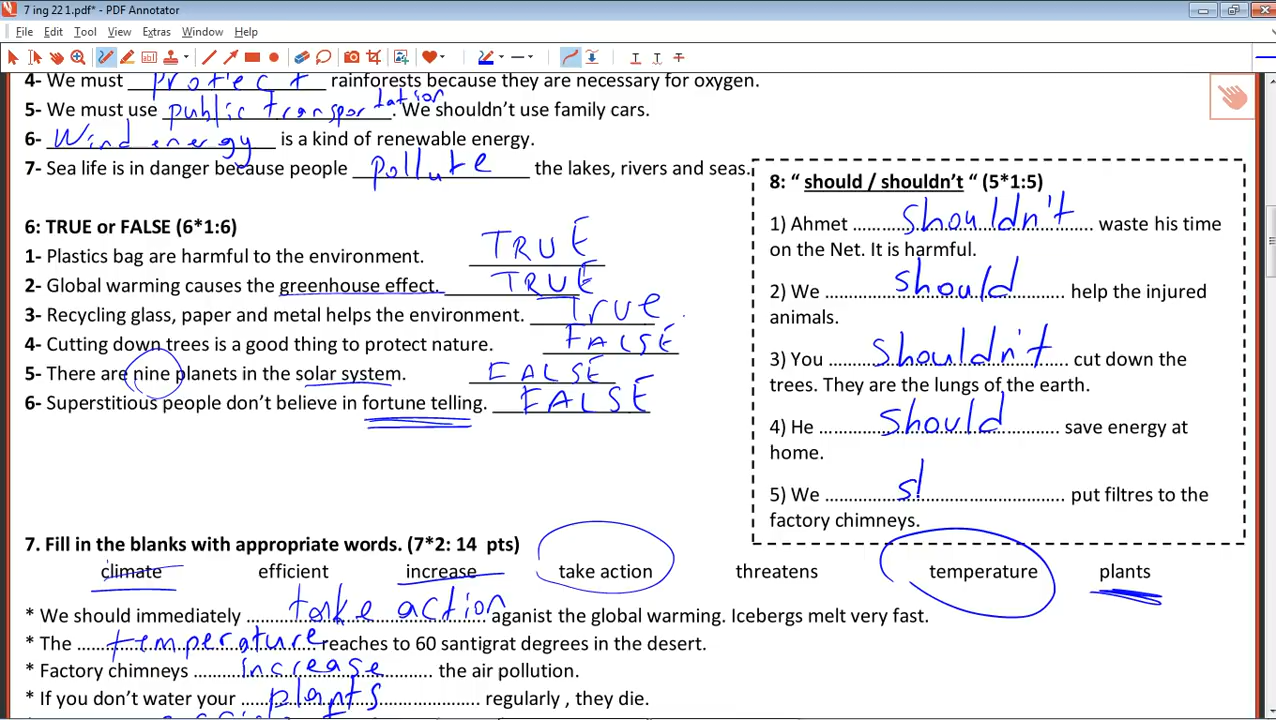 7 ing 22 1.pdf* - PDF Annotator
File Edit Tool View Extras Window Help
4- We must protect rainforests because they are necessary for oxygen.
5- We must use public transportation. We shouldn't use family cars.
6- Wind energy is a kind of renewable energy.
7- Sea life is in danger because people pollute the lakes, rivers and seas.
6: TRUE or FALSE (6*1:6)
1- Plastics bag are harmful to the environment. TRUE
2- Global warming causes the greenhouse effect. TRUE
3- Recycling glass, paper and metal helps the environment. True
4- Cutting down trees is a good thing to protect nature. FALSE
5- There are nine planets in the solar system. FALSE
6- Superstitious people don't believe in fortune telling. FALSE
8: “ should / shouldn't “ (5*1:5)
1) Ahmet ........shouldn't........ waste his time
on the Net. It is harmful.
2) We ........should........ help the injured
animals.
3) You ........shouldn't........ cut down the
trees. They are the lungs of the earth.
4) He ........should........ save energy at
home.
5) We ........sh........ put filtres to the
factory chimneys.
7. Fill in the blanks with appropriate words. (7*2: 14 pts)
climate efficient increase take action threatens temperature plants
* We should immediately ........take action........ aganist the global warming. Icebergs melt very fast.
* The ........temperature........ reaches to 60 santigrat degrees in the desert.
* Factory chimneys ........increase........ the air pollution.
* If you don't water your ........plants........ regularly , they die.